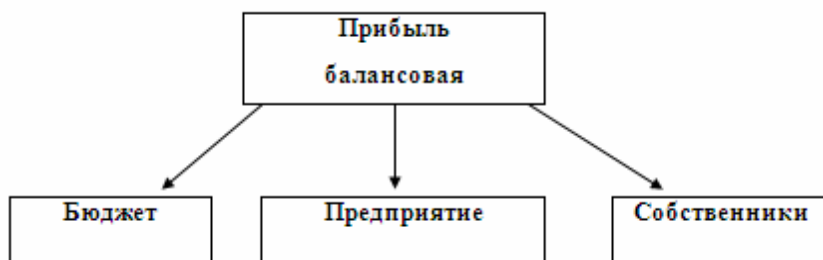 Прибыль
балансовая
Бюджет
Предприятие
Собственники